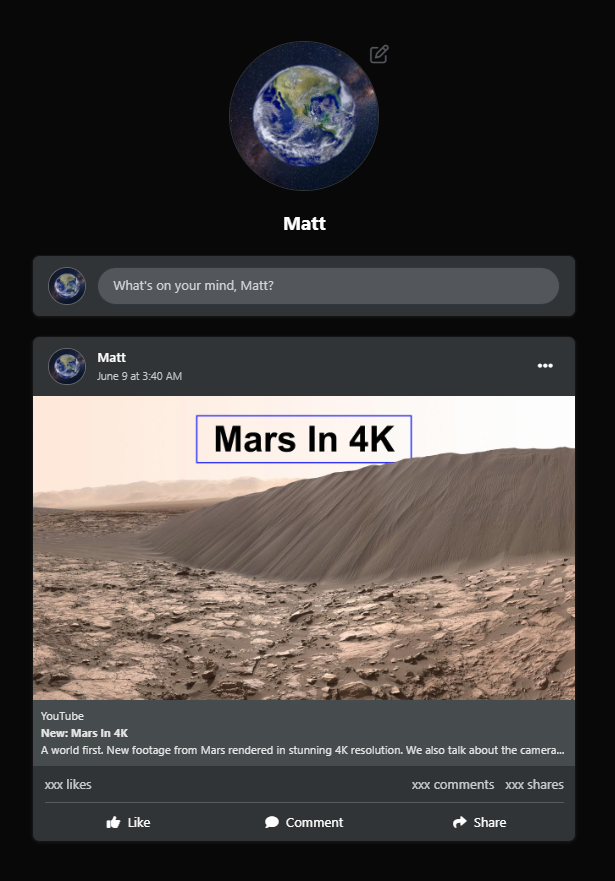 Matt
What's on your mind, Matt?
Matt
June 9 at 3:40 AM
Mars In 4K
YouTube
New: Mars In 4K
A world first. New footage from Mars rendered in stunning 4K resolution. We also talk about the camera...
xxx likes xxx comments xxx shares
Like Comment Share